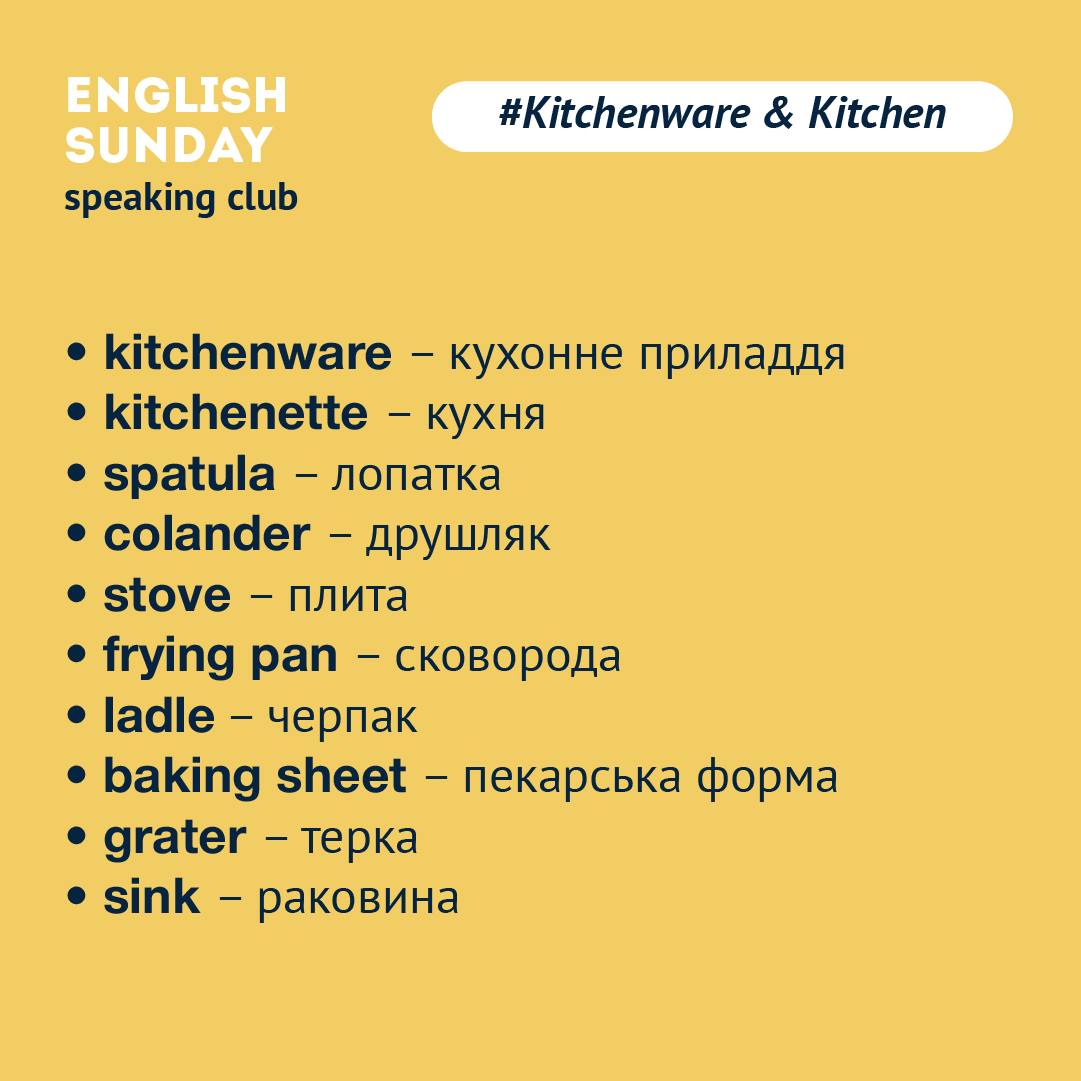 ENGLISH
SUNDAY
speaking club
#Kitchenware & Kitchen
• kitchenware – кухонне приладдя
• kitchenette – кухня
• spatula – лопатка
• colander – друшляк
• stove – плита
• frying pan – сковорода
• ladle – черпак
• baking sheet – пекарська форма
• grater – терка
• sink – раковина